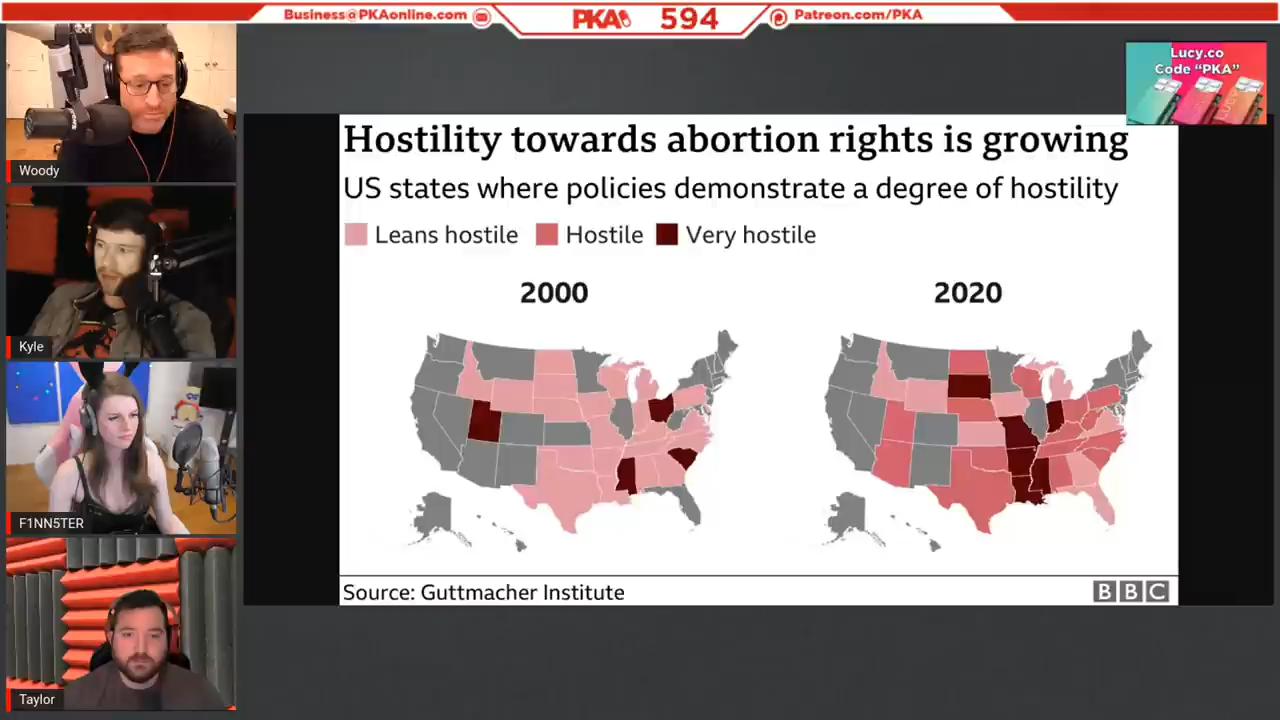 Business@PKAonline.com
PKA 594
Patreon.com/PKA
Lucy.co
Code "PKA"
Woody
Kyle
F1NN5TER
Taylor
Hostility towards abortion rights is growing
US states where policies demonstrate a degree of hostility
Leans hostile Hostile Very hostile
2000 2020
Source: Guttmacher Institute
BBC